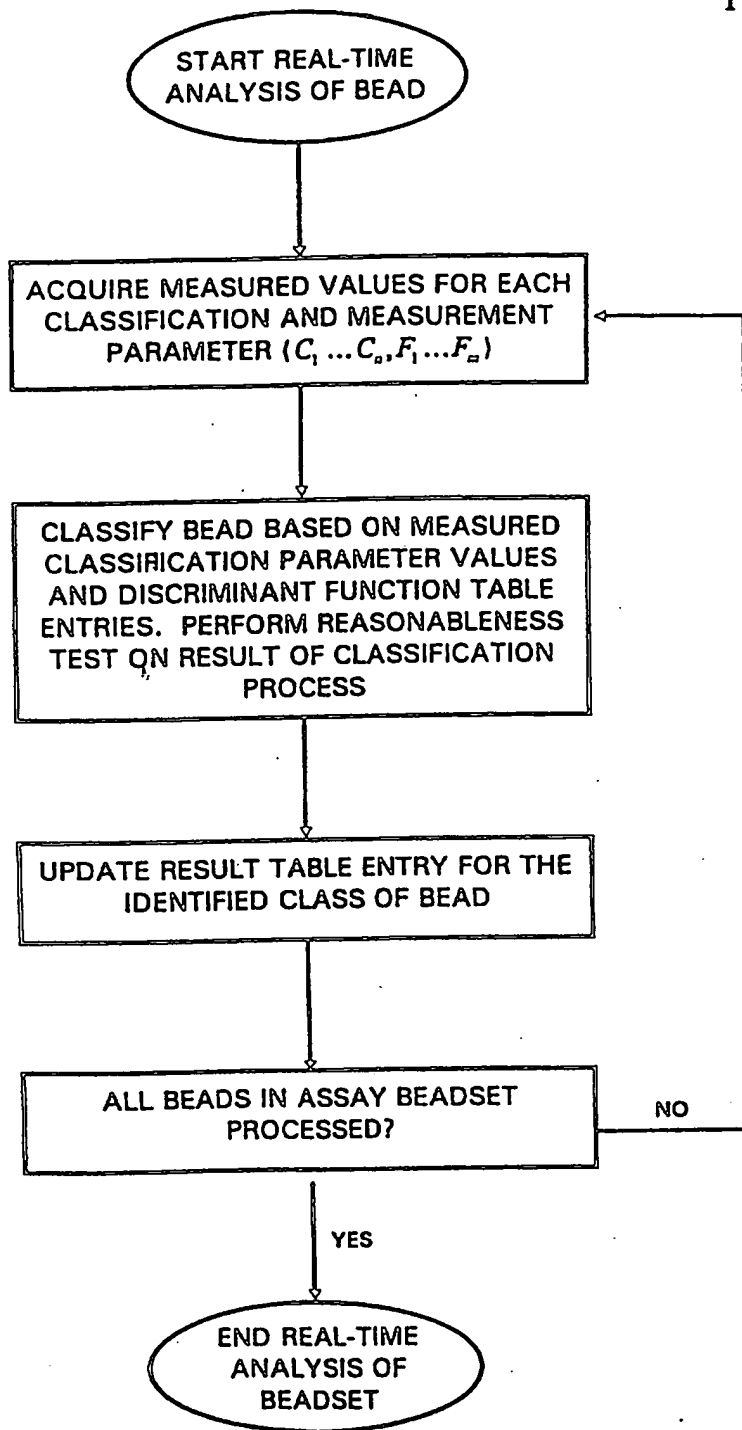 START REAL-TIME
ANALYSIS OF BEAD
ACQUIRE MEASURED VALUES FOR EACH
CLASSIFICATION AND MEASUREMENT
PARAMETER (C₁ ...Cₙ,F₁...Fₘ)
CLASSIFY BEAD BASED ON MEASURED
CLASSIFICATION PARAMETER VALUES
AND DISCRIMINANT FUNCTION TABLE
ENTRIES. PERFORM REASONABLENESS
TEST ON RESULT OF CLASSIFICATION
PROCESS
UPDATE RESULT TABLE ENTRY FOR THE
IDENTIFIED CLASS OF BEAD
ALL BEADS IN ASSAY BEADSET
PROCESSED?
NO
YES
END REAL-TIME
ANALYSIS OF
BEADSET